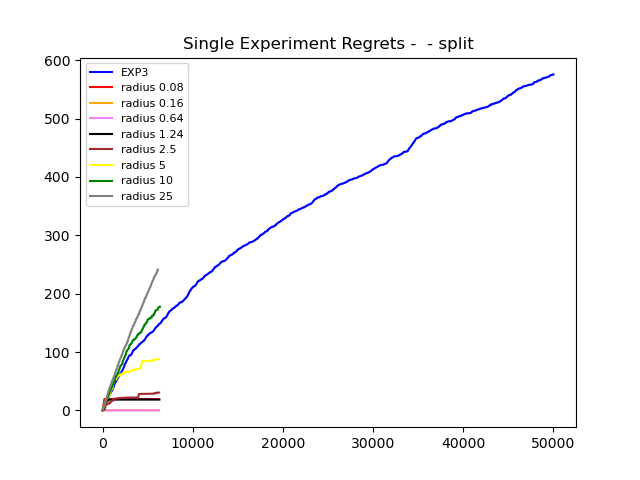 Single Experiment Regrets -  - split
600
500
400
300
200
100
0
EXP3
radius 0.08
radius 0.16
radius 0.64
radius 1.24
radius 2.5
radius 5
radius 10
radius 25
0 10000 20000 30000 40000 50000